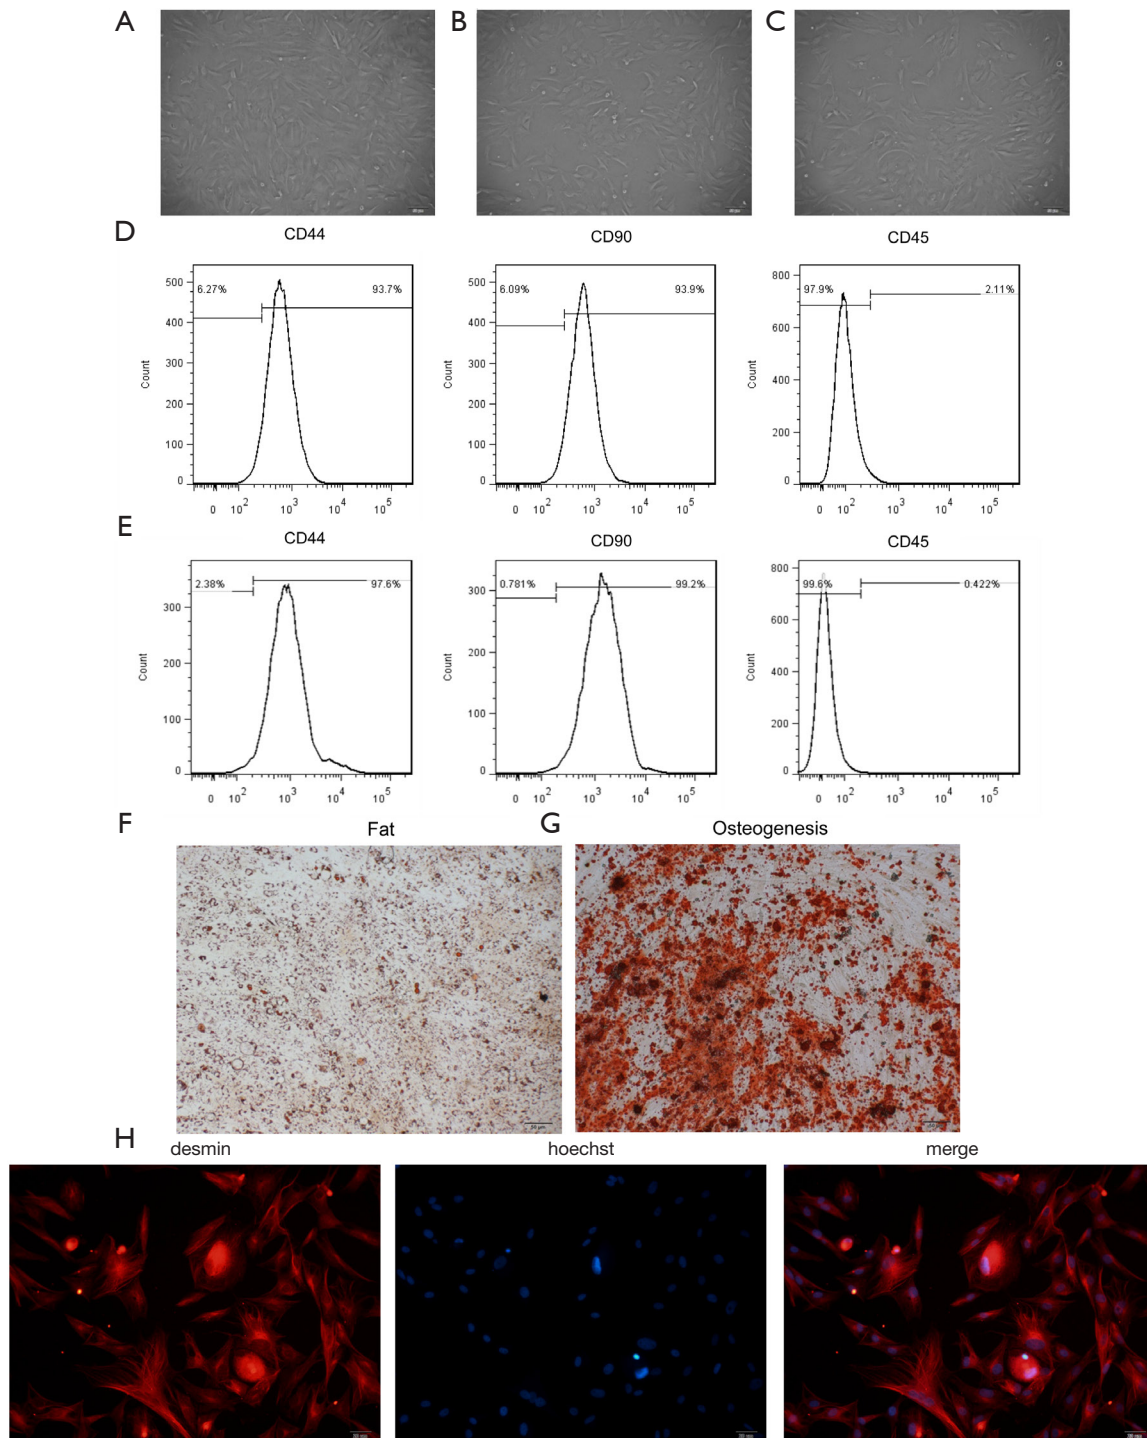 A B C
D CD44 CD90 CD45
500
400
300
200
100
0
Count
6.27% 93.7%
0 10² 10³ 10⁴ 10⁵
500
400
300
200
100
0
Count
6.09% 93.9%
0 10² 10³ 10⁴ 10⁵
800
600
400
200
0
Count
97.9% 2.11%
0 10² 10³ 10⁴ 10⁵
E CD44 CD90 CD45
300
200
100
0
Count
2.38% 97.6%
0 10² 10³ 10⁴ 10⁵
300
200
100
0
Count
0.781% 99.2%
0 10² 10³ 10⁴ 10⁵
800
600
400
200
0
Count
99.6% 0.422%
0 10² 10³ 10⁴ 10⁵
F Fat G Osteogenesis
H
desmin hoechst merge